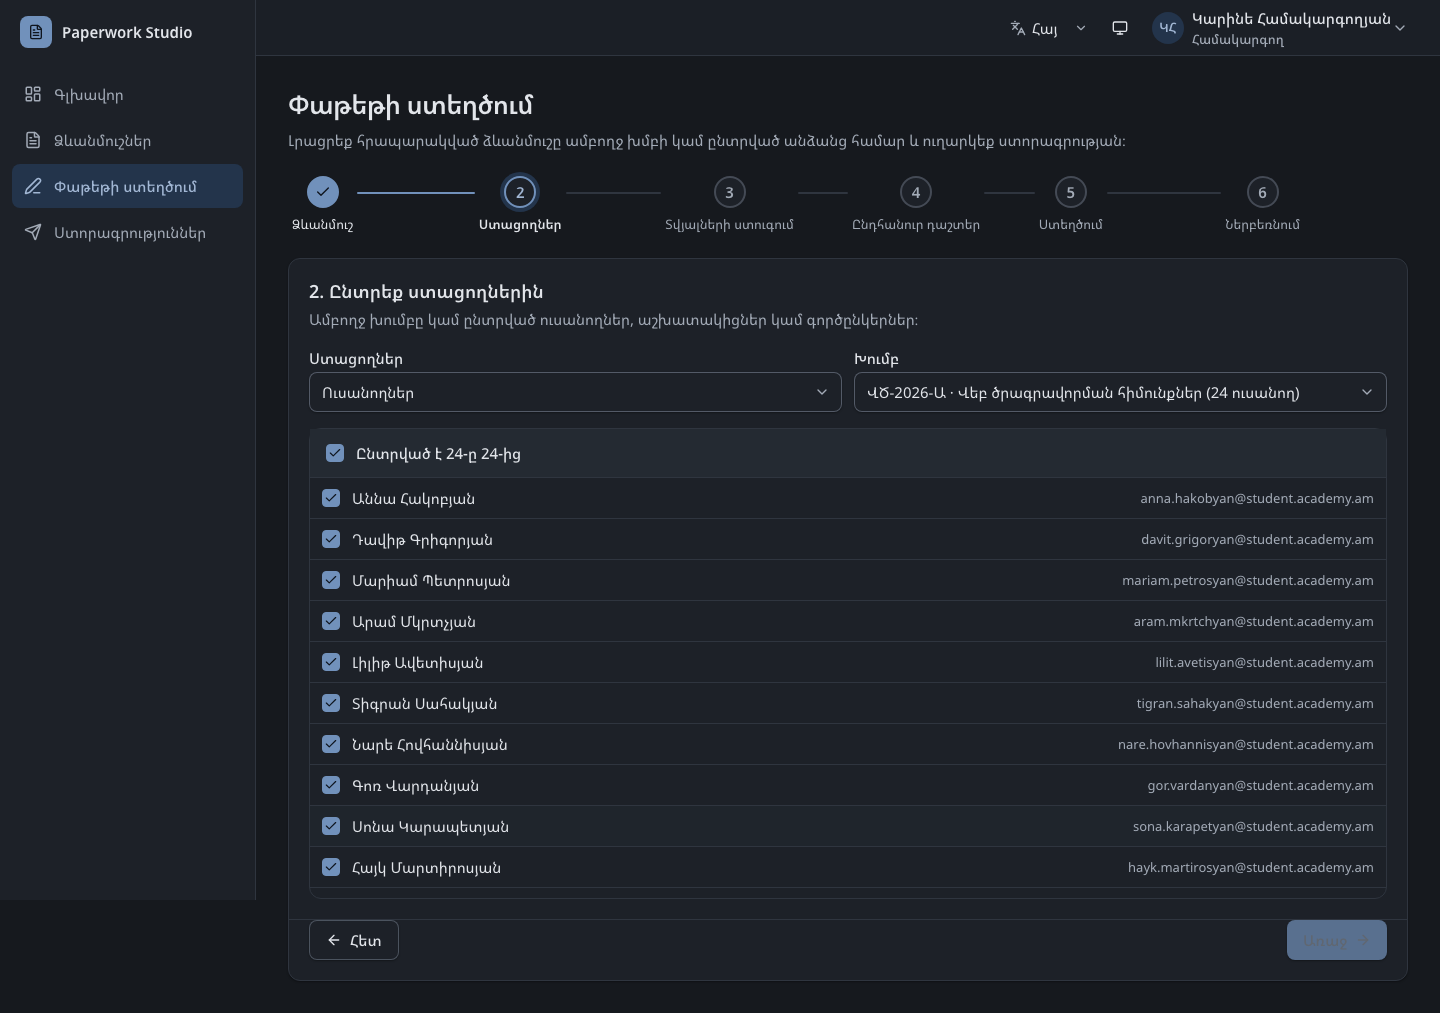 Paperwork Studio
Գլխավոր
Ձևանմուշներ
Փաթեթի ստեղծում
Ստորագրություններ
Հայ
ԿՀ
Կարինե Համակարգողյան
Համակարգող
Փաթեթի ստեղծում
Լրացրեք հրապարակված ձևանմուշը ամբողջ խմբի կամ ընտրված անձանց համար և ուղարկեք ստորագրության։
2
3
4
5
6
Ձևանմուշ
Ստացողներ
Տվյալների ստուգում
Ընդհանուր դաշտեր
Ստեղծում
Ներբեռնում
2. Ընտրեք ստացողներին
Ամբողջ խումբը կամ ընտրված ուսանողներ, աշխատակիցներ կամ գործընկերներ։
Ստացողներ
Խումբ
Ուսանողներ
ՎԾ-2026-Ա · Վեբ ծրագրավորման հիմունքներ (24 ուսանող)
Ընտրված է 24-ը 24-ից
Աննա Հակոբյան anna.hakobyan@student.academy.am
Դավիթ Գրիգորյան davit.grigoryan@student.academy.am
Մարիամ Պետրոսյան mariam.petrosyan@student.academy.am
Արամ Մկրտչյան aram.mkrtchyan@student.academy.am
Լիլիթ Ավետիսյան lilit.avetisyan@student.academy.am
Տիգրան Սահակյան tigran.sahakyan@student.academy.am
Նարե Հովհաննիսյան nare.hovhannisyan@student.academy.am
Գոռ Վարդանյան gor.vardanyan@student.academy.am
Սոնա Կարապետյան sona.karapetyan@student.academy.am
Հայկ Մարտիրոսյան hayk.martirosyan@student.academy.am
Հետ
Առաջ